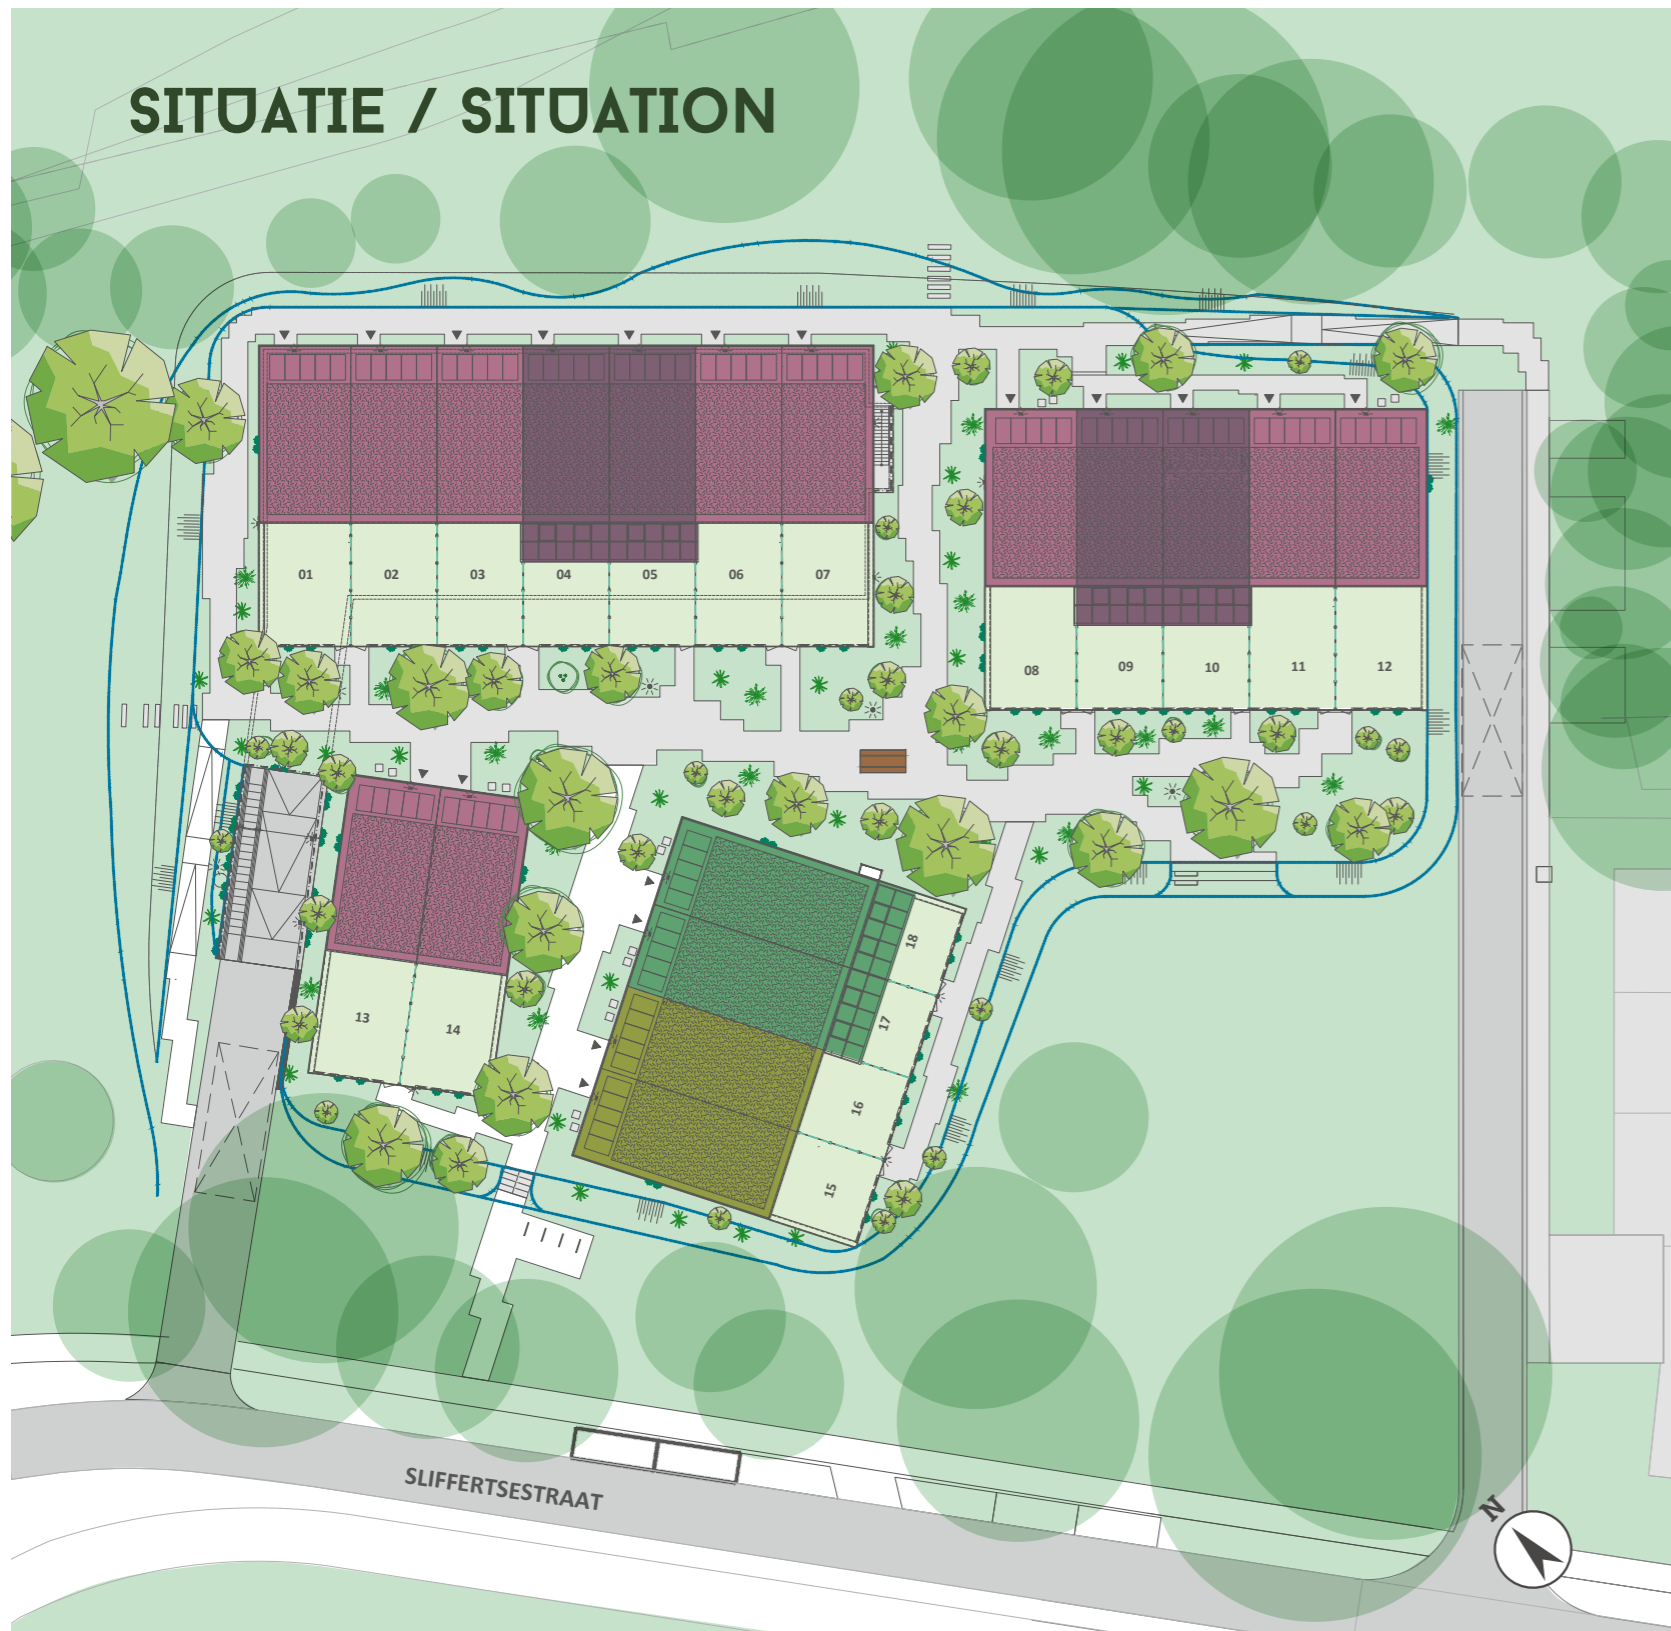 SITUATIE / SITUATION
01 02 03 04 05 06 07
08 09 10 11 12
13 14
18
17
16
15
SLIFFERTSESTRAAT
N